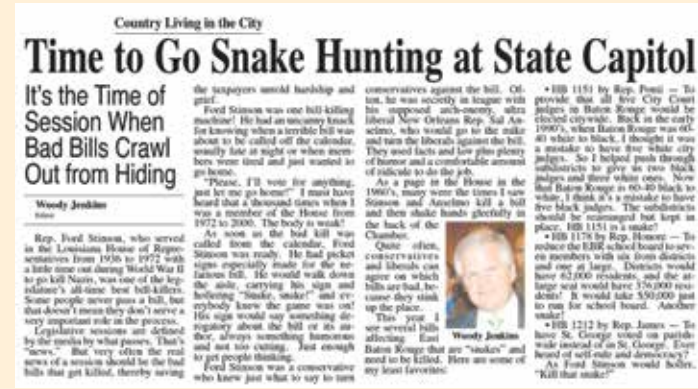 Country Living in the City
Time to Go Snake Hunting at State Capitol
It's the Time of
Session When
Bad Bills Crawl
Out from Hiding
Woody Jenkins
Editor
Rep. Ford Stinson, who served
in the Louisiana House of Repre-
sentatives from 1936 to 1972 with
a little time out during World War II
to go kill Nazis, was one of the leg-
islature's all-time best bill-killers.
Some people never pass a bill, but
that doesn't mean they don't serve a
very important role in the process.
Legislative sessions are defined
by the media by what passes. That's
"news." But very often the real
news of a session should be the bad
bills that get killed, thereby saving
the taxpayers untold hardship and
grief.
Ford Stinson was one bill-killing
machine! He had an uncanny knack
for knowing when a terrible bill was
about to be called off the calendar,
usually late at night or when mem-
bers were tired and just wanted to
go home.
"Please, I'll vote for anything,
just let me go home!" I must have
heard that a thousand times when I
was a member of the House from
1972 to 2000. The body is weak!
As soon as the bad bill was
called from the calendar, Ford
Stinson was ready. He had picket
signs especially made for the ne-
farious bill. He would walk down
the aisle, carrying his sign and
hollering "Snake, snake!" and ev-
erybody knew the game was on!
His sign would say something de-
rogatory about the bill or its au-
thor, always something humorous
and not too cutting. Just enough
to get people thinking.
Ford Stinson was a conservative
who knew just what to say to turn
conservatives against the bill. Of-
ten, he was secretly in league with
his supposed arch-enemy, ultra
liberal New Orleans Rep. Sal An-
selmo, who would go to the mike
and turn the liberals against the bill.
They used facts and law plus plenty
of humor and a comfortable amount
of ridicule to do the job.
As a page in the House in the
1960's, many were the times I saw
Stinson and Anselmo kill a bill
and then shake hands gleefully in
the back of the
Chamber.
Quite often,
conservatives
and liberals can
agree on which
bills are bad, be-
cause they stink
up the place.
This year I
see several bills
affecting East
Baton Rouge that are "snakes" and
need to be killed. Here are some of
my least favorites:
Woody Jenkins
• HB 1151 by Rep. Ponti — To
provide that all five City Court
judges in Baton Rouge would be
elected citywide. Back in the early
1990's, when Baton Rouge was 60-
40 white to black, I thought it was
a mistake to have five white city
judges. So I helped push through
subdistricts to give us two black
judges and three white ones. Now
that Baton Rouge is 60-40 black to
white, I think it's a mistake to have
five black judges. The subdistricts
should be rearranged but kept in
place. HB 1151 is a snake!
• HB 1178 by Rep. Honore — To
reduce the EBR school board to sev-
en members with six from districts
and one at large. Districts would
have 62,000 residents, and the at
large seat would have 376,000 resi-
dents! It would take $50,000 just
to run for school board. Another
snake!
• HB 1212 by Rep. James — To
have St. George voted on parish-
wide instead of in St. George. Ever
heard of self-rule and democracy?
As Ford Stinson would holler,
"Kill that snake!"